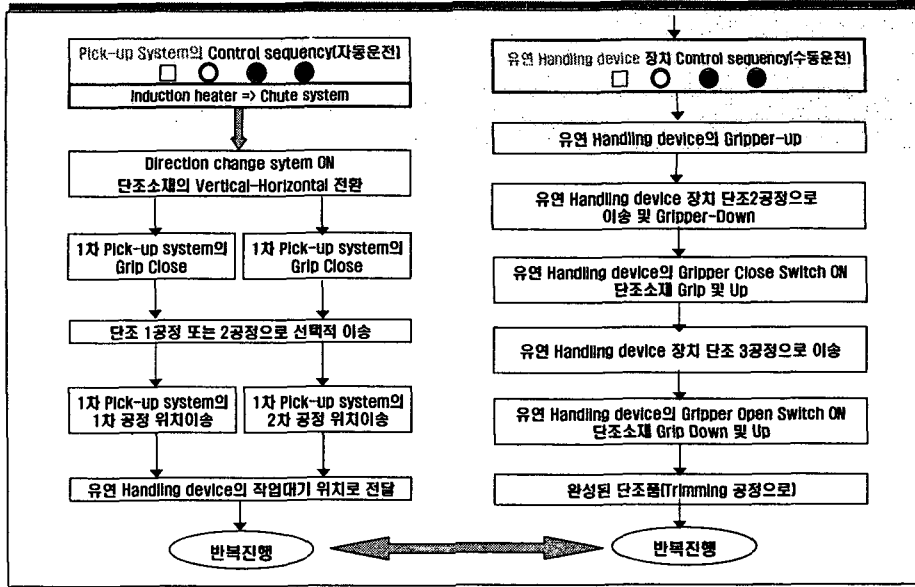 Pick-up System의 Control sequency(자동운전)
Induction heater => Chute system
Direction change sytem ON
단조소재의 Vertical-Horizontal 전환
1차 Pick-up system의
Grip Close
1차 Pick-up system의
Grip Close
단조 1공정 또는 2공정으로 선택적 이송
1차 Pick-up system의
1차 공정 위치이송
1차 Pick-up system의
2차 공정 위치이송
유연 Handling device의 작업대기 위치로 전달
반복진행
유연 Handling device 장치 Control sequency(수동운전)
유연 Handling device의 Gripper-up
유연 Handling device 장치 단조2공정으로
이송 및 Gripper-Down
유연 Handling device의 Gripper Close Switch ON
단조소재 Grip 및 Up
유연 Handling device 장치 단조 3공정으로 이송
유연 Handling device의 Gripper Open Switch ON
단조소재 Grip Down 및 Up
완성된 단조품(Trimming 공정으로)
반복진행